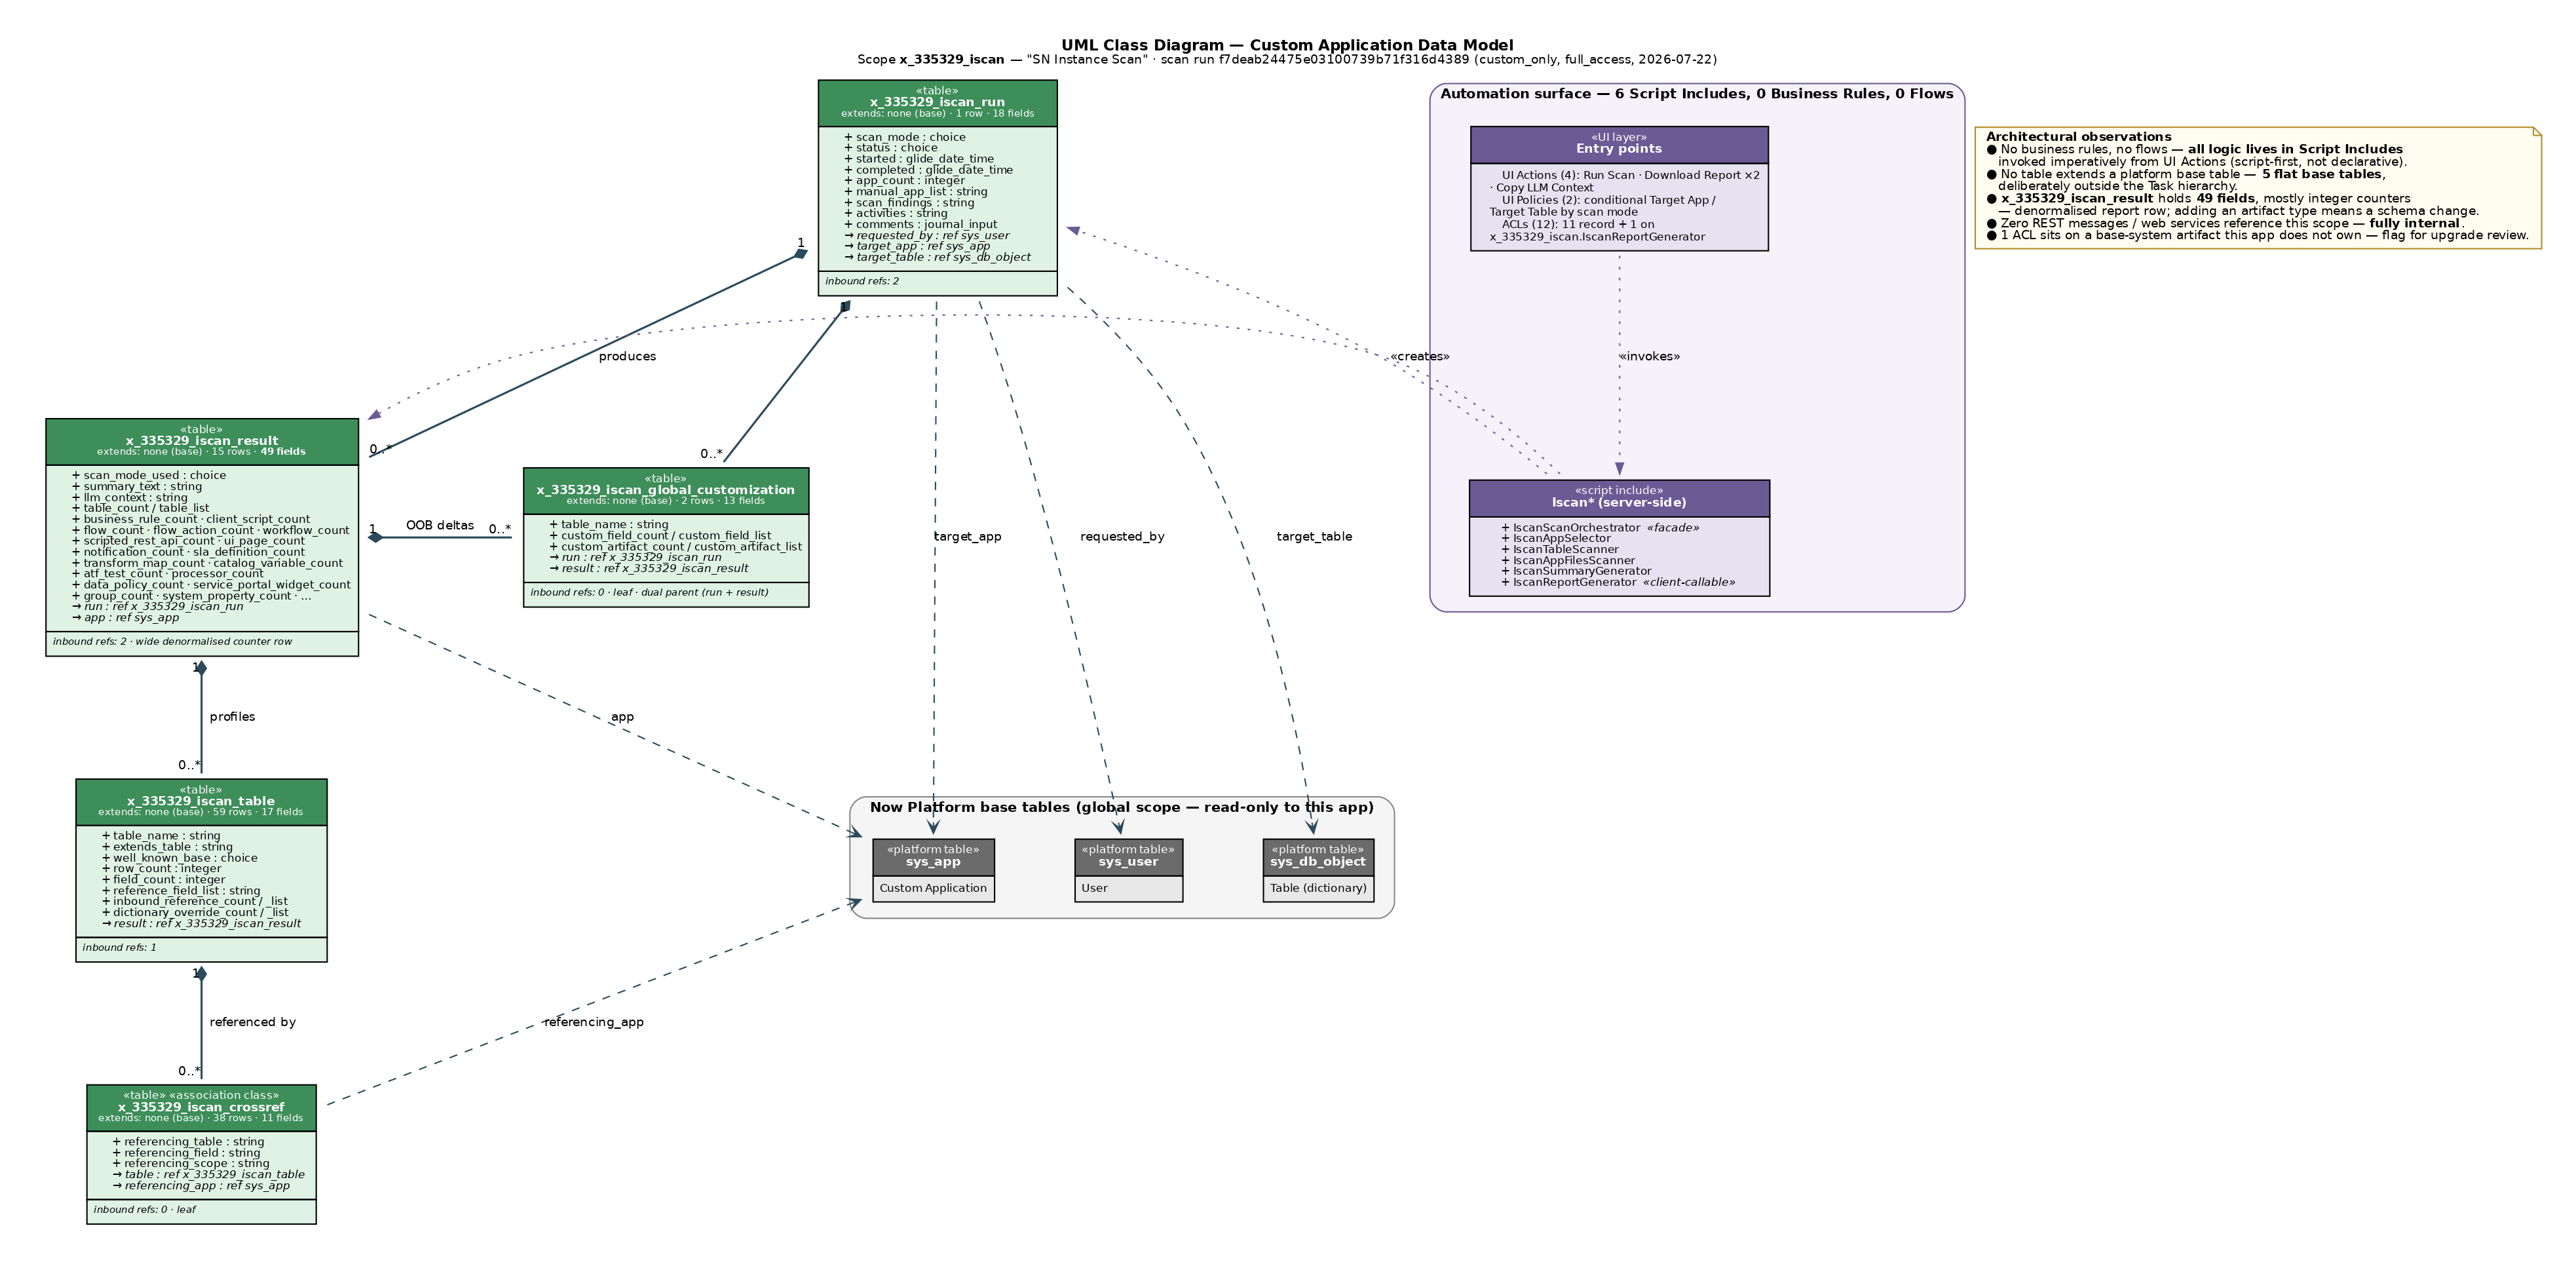 UML Class Diagram — Custom Application Data Model
Scope x_335329_iscan — "SN Instance Scan" · scan run f7deab24475e03100739b71f316d4389 (custom_only, full_access, 2026-07-22)
«table»
x_335329_iscan_run
extends: none (base) · 1 row · 18 fields
+ scan_mode : choice
+ status : choice
+ started : glide_date_time
+ completed : glide_date_time
+ app_count : integer
+ manual_app_list : string
+ scan_findings : string
+ activities : string
+ comments : journal_input
→ requested_by : ref sys_user
→ target_app : ref sys_app
→ target_table : ref sys_db_object
inbound refs: 2
Automation surface — 6 Script Includes, 0 Business Rules, 0 Flows
«UI layer»
Entry points
UI Actions (4): Run Scan · Download Report ×2
· Copy LLM Context
UI Policies (2): conditional Target App /
Target Table by scan mode
ACLs (12): 11 record + 1 on
x_335329_iscan.IscanReportGenerator
Architectural observations
● No business rules, no flows — all logic lives in Script Includes
invoked imperatively from UI Actions (script-first, not declarative).
● No table extends a platform base table — 5 flat base tables,
deliberately outside the Task hierarchy.
● x_335329_iscan_result holds 49 fields, mostly integer counters
— denormalised report row; adding an artifact type means a schema change.
● Zero REST messages / web services reference this scope — fully internal.
● 1 ACL sits on a base-system artifact this app does not own — flag for upgrade review.
1
1
produces
«creates»
«invokes»
0..*
0..*
«table»
x_335329_iscan_result
extends: none (base) · 15 rows · 49 fields
+ scan_mode_used : choice
+ summary_text : string
+ llm_context : string
+ table_count / table_list
+ business_rule_count · client_script_count
+ flow_count · flow_action_count · workflow_count
+ scripted_rest_api_count · ui_page_count
+ notification_count · sla_definition_count
+ transform_map_count · catalog_variable_count
+ atf_test_count · processor_count
+ data_policy_count · service_portal_widget_count
+ group_count · system_property_count · ...
→ run : ref x_335329_iscan_run
→ app : ref sys_app
inbound refs: 2 · wide denormalised counter row
1
OOB deltas
0..*
«table»
x_335329_iscan_global_customization
extends: none (base) · 2 rows · 13 fields
+ table_name : string
+ custom_field_count / custom_field_list
+ custom_artifact_count / custom_artifact_list
→ run : ref x_335329_iscan_run
→ result : ref x_335329_iscan_result
inbound refs: 0 · leaf · dual parent (run + result)
target_app
requested_by
target_table
«script include»
Iscan* (server-side)
+ IscanScanOrchestrator «facade»
+ IscanAppSelector
+ IscanTableScanner
+ IscanAppFilesScanner
+ IscanSummaryGenerator
+ IscanReportGenerator «client-callable»
1
profiles
app
0..*
«table»
x_335329_iscan_table
extends: none (base) · 59 rows · 17 fields
+ table_name : string
+ extends_table : string
+ well_known_base : choice
+ row_count : integer
+ field_count : integer
+ reference_field_list : string
+ inbound_reference_count / _list
+ dictionary_override_count / _list
→ result : ref x_335329_iscan_result
inbound refs: 1
Now Platform base tables (global scope — read-only to this app)
«platform table»
sys_app
Custom Application
«platform table»
sys_user
User
«platform table»
sys_db_object
Table (dictionary)
1
referenced by
referencing_app
0..*
«table» «association class»
x_335329_iscan_crossref
extends: none (base) · 38 rows · 11 fields
+ referencing_table : string
+ referencing_field : string
+ referencing_scope : string
→ table : ref x_335329_iscan_table
→ referencing_app : ref sys_app
inbound refs: 0 · leaf